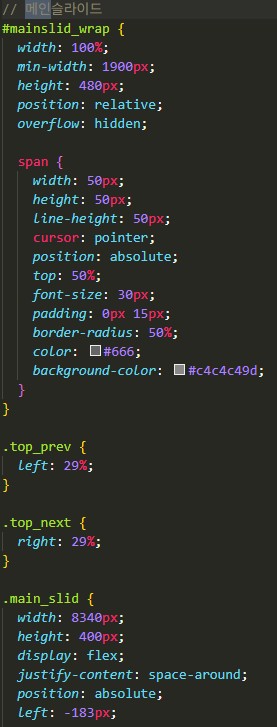 // 메인슬라이드
#mainslid_wrap {
width: 100%;
min-width: 1900px;
height: 480px;
position: relative;
overflow: hidden;
span {
width: 50px;
height: 50px;
line-height: 50px;
cursor: pointer;
position: absolute;
top: 50%;
font-size: 30px;
padding: 0px 15px;
border-radius: 50%;
color: #666;
background-color: #c4c4c49d;
}
}
.top_prev {
left: 29%;
}
.top_next {
right: 29%;
}
.main_slid {
width: 8340px;
height: 400px;
display: flex;
justify-content: space-around;
position: absolute;
left: -183px;